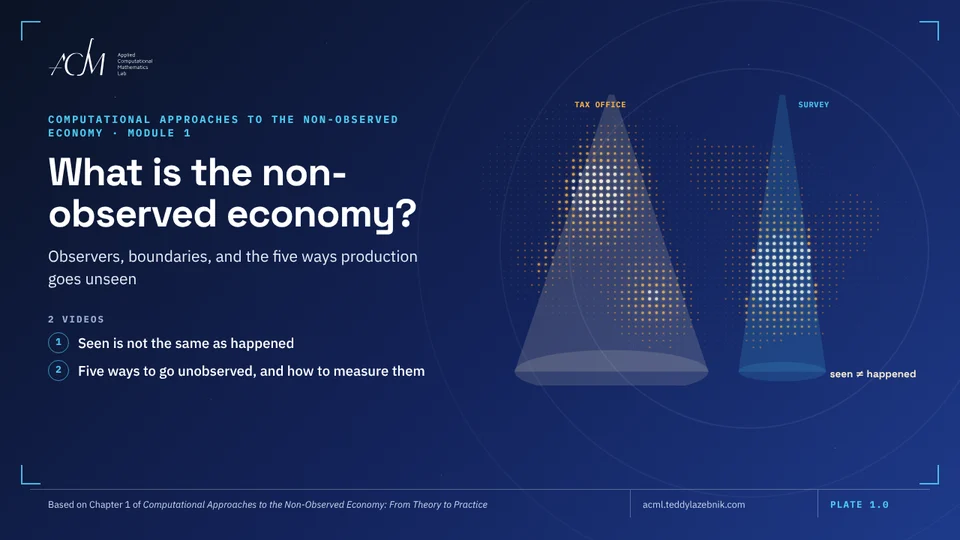 ACM
Applied
Computational
Mathematics
Lab
COMPUTATIONAL APPROACHES TO THE NON-OBSERVED
ECONOMY · MODULE 1
What is the non-
observed economy?
Observers, boundaries, and the five ways production
goes unseen
2 VIDEOS
1 Seen is not the same as happened
2 Five ways to go unobserved, and how to measure them
TAX OFFICE
SURVEY
seen ≠ happened
Based on Chapter 1 of Computational Approaches to the Non-Observed Economy: From Theory to Practice
acml.teddylazebnik.com
PLATE 1.0